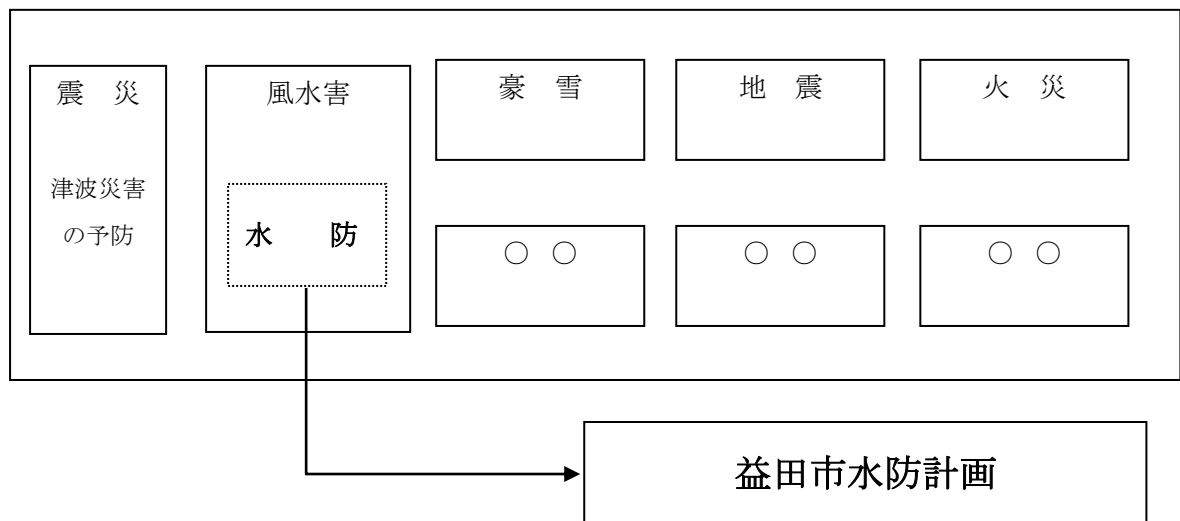 震　災
津波災害
の予防
風水害
水　　防
豪　雪
地　震
火　災
○ ○
○ ○
○ ○
益田市水防計画